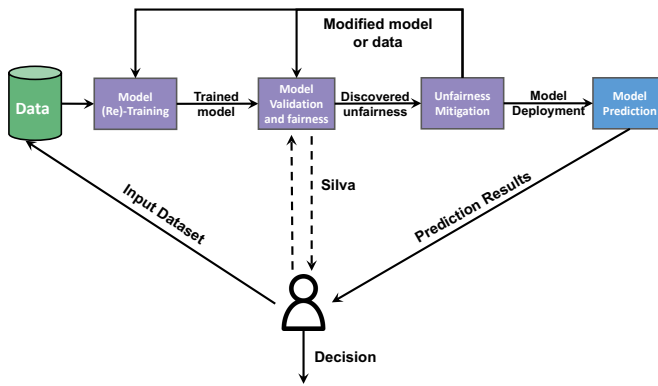 Modified model
or data
Data
Model
(Re)-Training
Trained
model
Model
Validation
and fairness
Discovered
unfairness
Unfairness
Mitigation
Model
Deployment
Model
Prediction
Silva
Input Dataset
Prediction Results
Decision